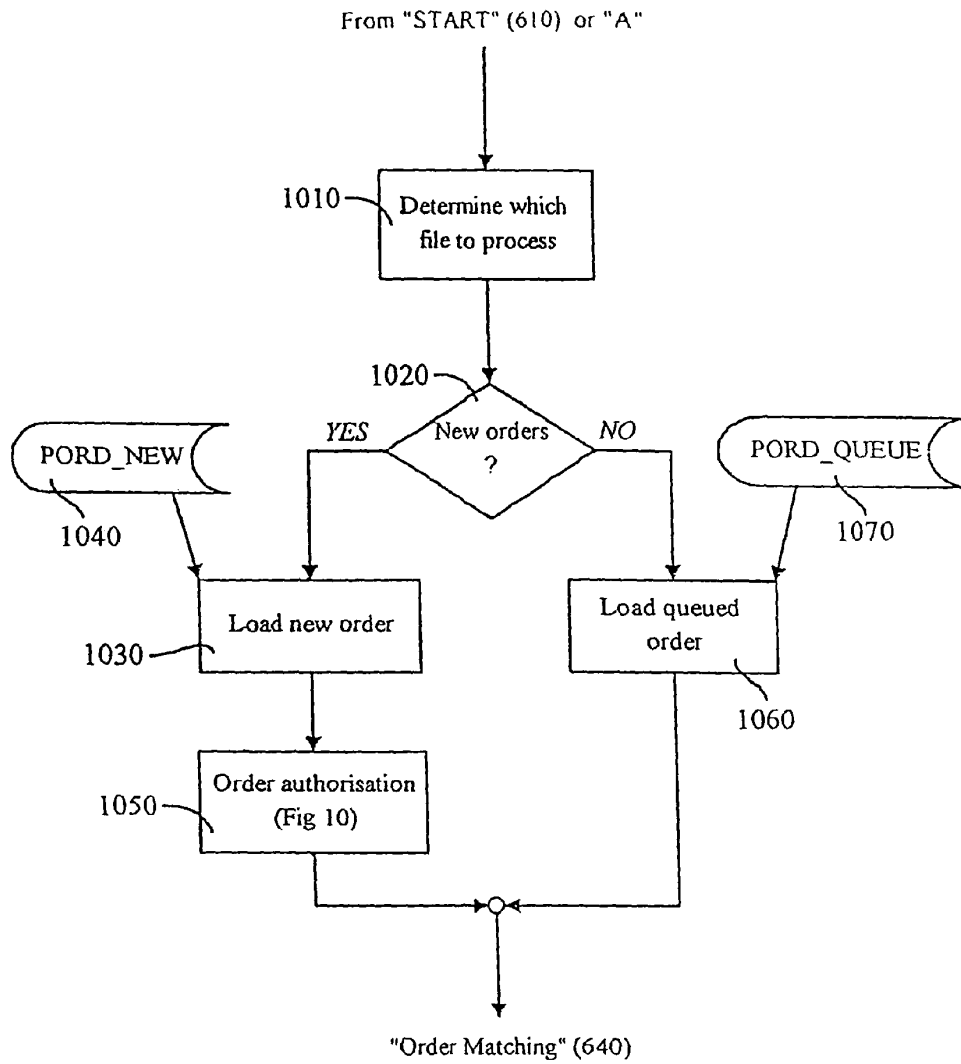 From "START" (610) or "A"
1010
Determine which
file to process
1020
YES
New orders
?
NO
PORD_NEW
PORD_QUEUE
1040
1070
Load new order
Load queued
order
1030
1060
Order authorisation
(Fig 10)
1050
"Order Matching" (640)